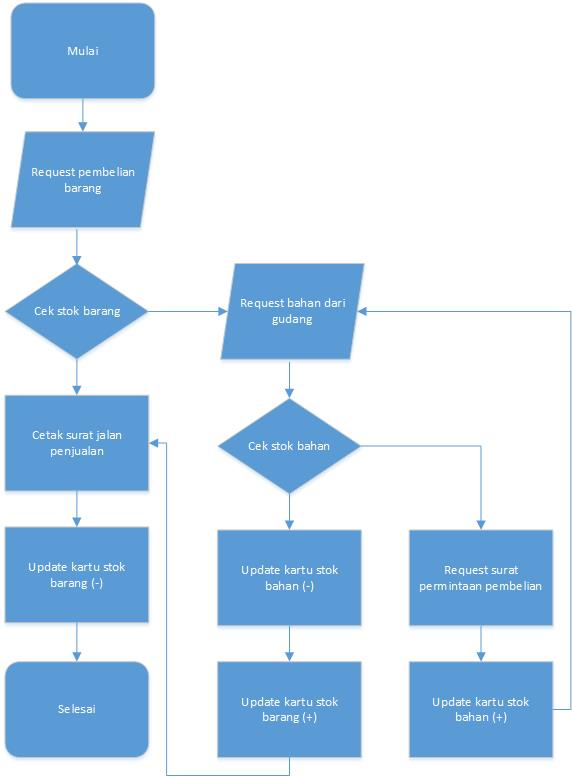 Mulai
Request pembelian
barang
Cek stok barang
Request bahan dari
gudang
Cetak surat jalan
penjualan
Cek stok bahan
Update kartu stok
barang (-)
Update kartu stok
bahan (-)
Request surat
permintaan pembelian
Selesai
Update kartu stok
barang (+)
Update kartu stok
bahan (+)